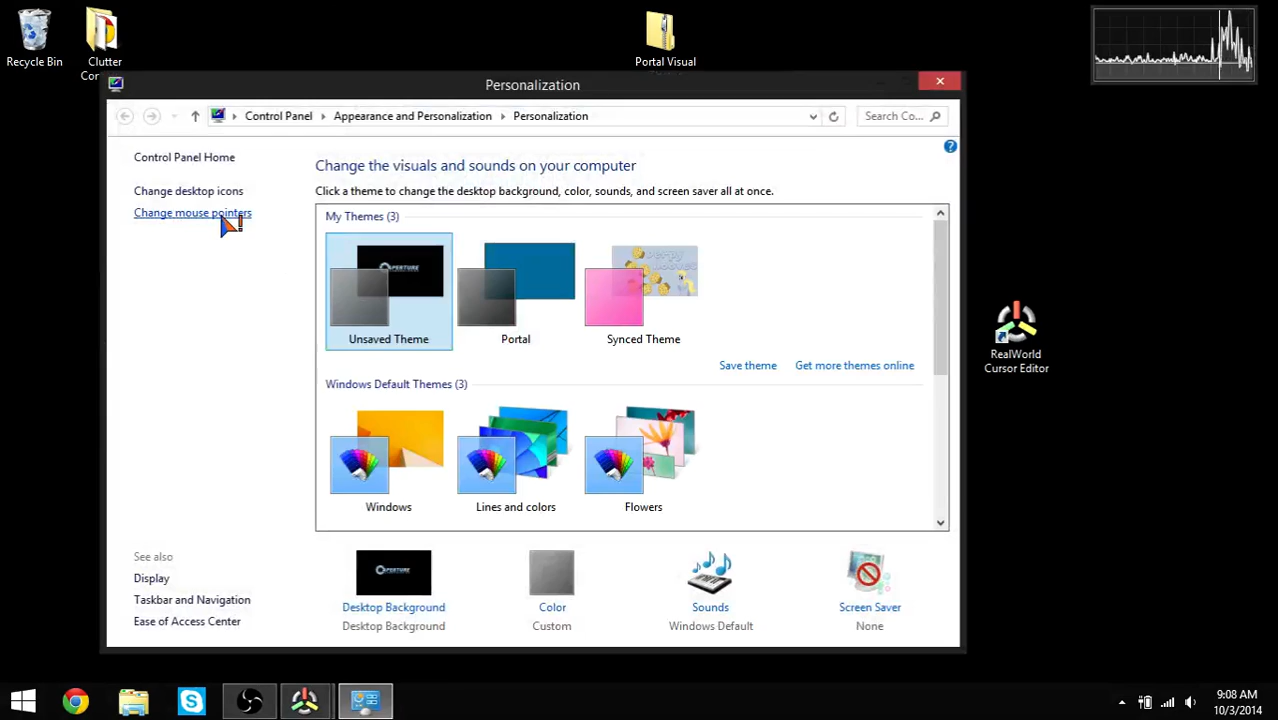 Recycle Bin
Clutter
Portal Visual
Personalization
Control Panel
Appearance and Personalization
Personalization
Search Co...
Control Panel Home
Change desktop icons
Change mouse pointers
Change the visuals and sounds on your computer
Click a theme to change the desktop background, color, sounds, and screen saver all at once.
My Themes (3)
Unsaved Theme
Portal
Synced Theme
Save theme
Get more themes online
Windows Default Themes (3)
Windows
Lines and colors
Flowers
See also
Display
Taskbar and Navigation
Ease of Access Center
Desktop Background
Desktop Background
Color
Custom
Sounds
Windows Default
Screen Saver
None
RealWorld
Cursor Editor
9:08 AM
10/3/2014